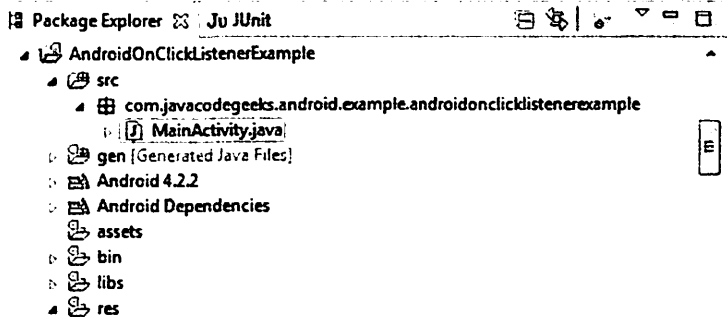 Package Explorer Ju JUnit
AndroidOnClickListenerExample
src
com.javacodegeeks.android.example.androidonclicklistenerexample
MainActivity.java
gen [Generated Java Files]
Android 4.2.2
Android Dependencies
assets
bin
libs
res